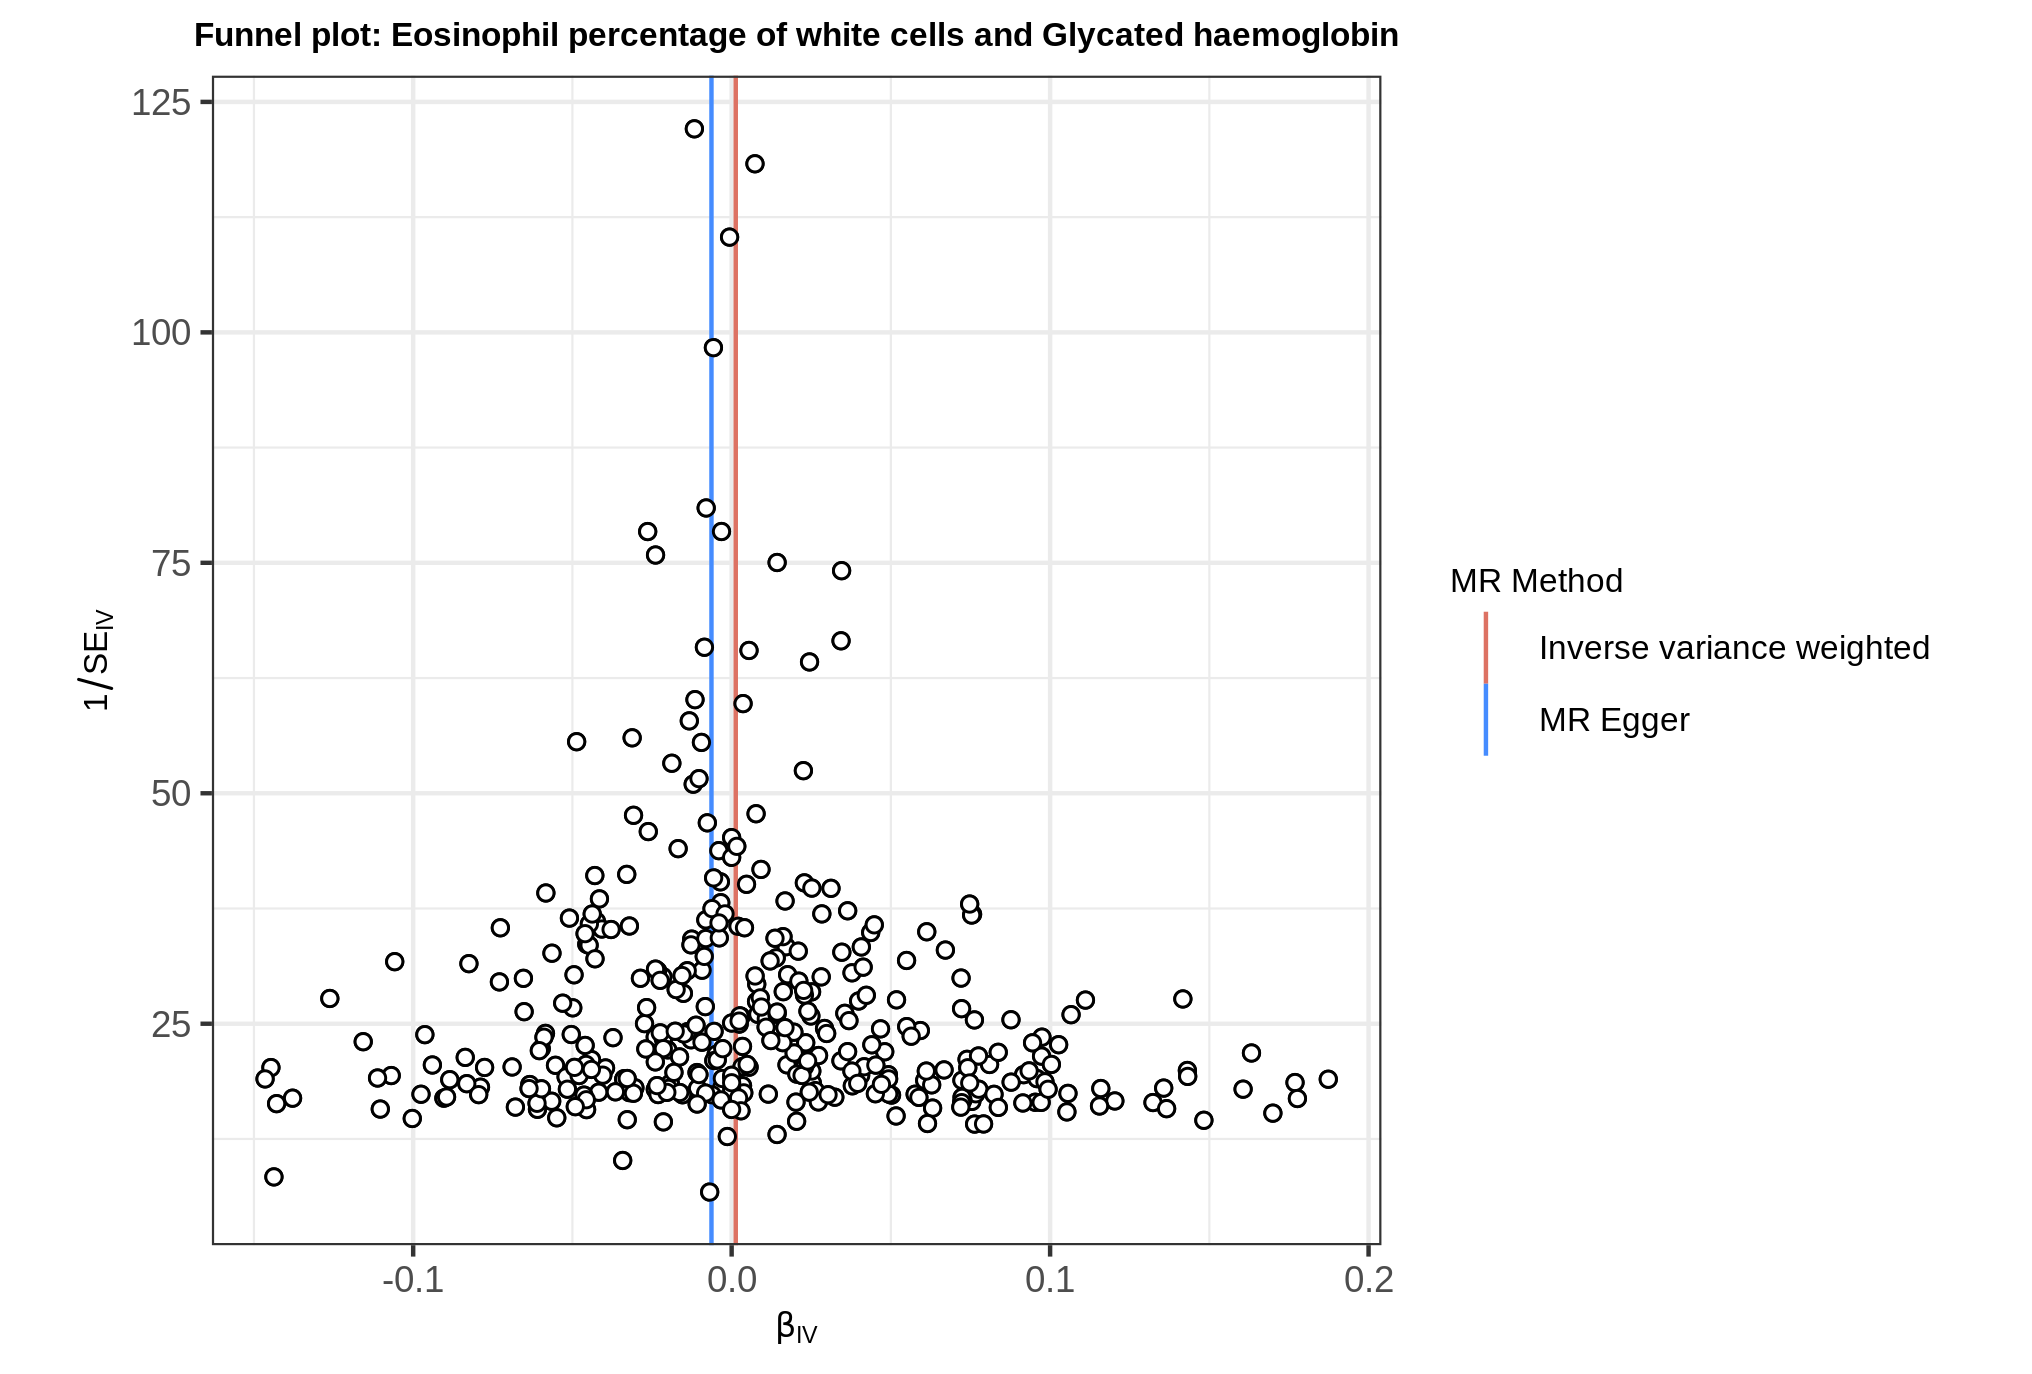 Funnel plot: Eosinophil percentage of white cells and Glycated haemoglobin
125
100
75
50
25
1/SE_IV
-0.1 0.0 0.1 0.2
β_IV
MR Method
Inverse variance weighted
MR Egger